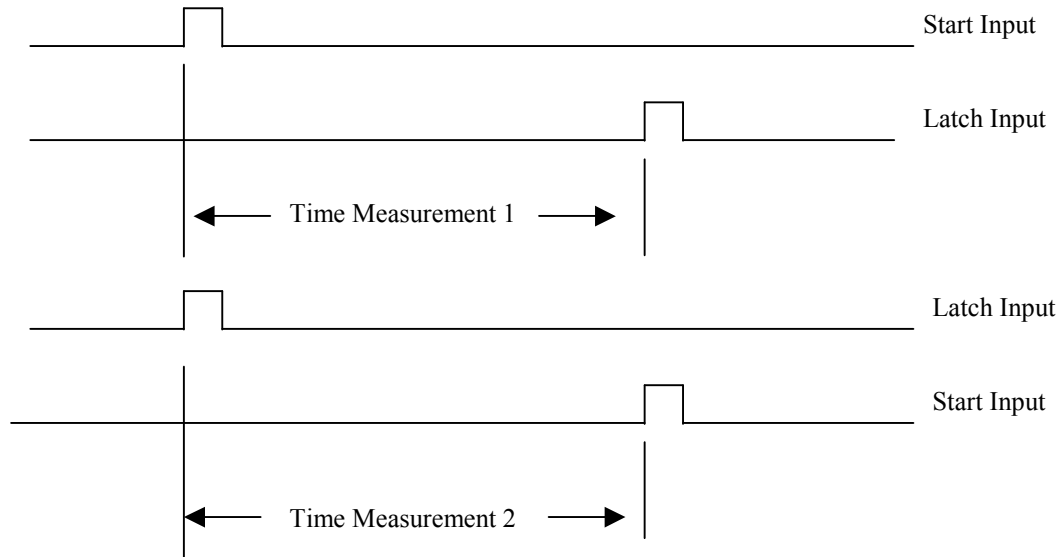 Start Input
Latch Input
Time Measurement 1
Latch Input
Start Input
Time Measurement 2